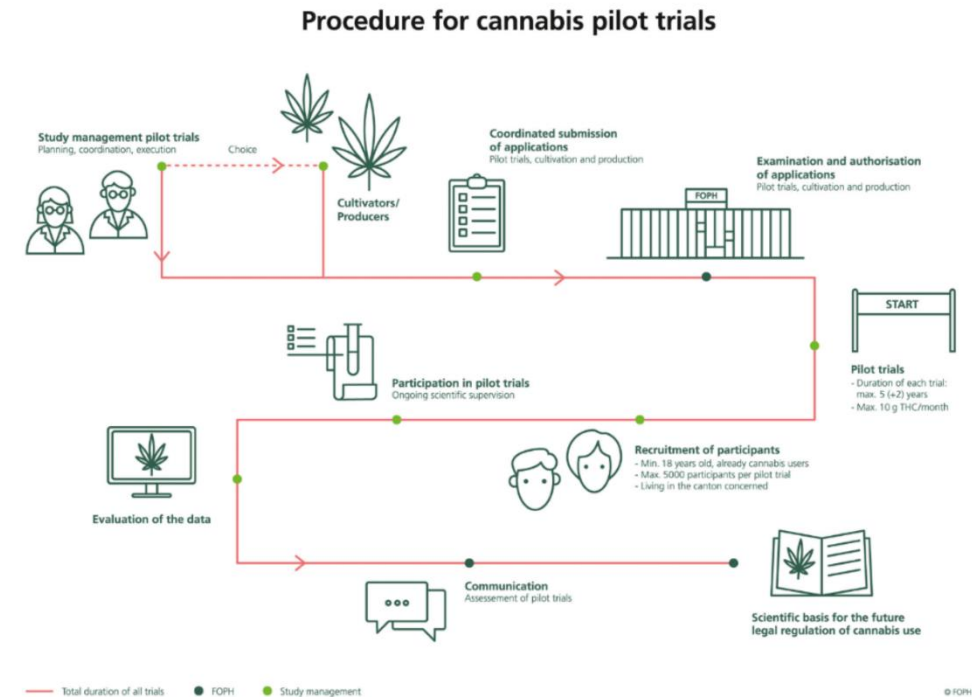 Procedure for cannabis pilot trials
Study management pilot trials
Planning, coordination, execution
Choice
Cultivators/
Producers
Coordinated submission
of applications
Pilot trials, cultivation and production
Examination and authorisation
of applications
Pilot trials, cultivation and production
FOPH
START
Pilot trials
- Duration of each trial:
max. 5 (+2) years
- Max. 10 g THC/month
Participation in pilot trials
Ongoing scientific supervision
Recruitment of participants
- Min. 18 years old, already cannabis users
- Max. 5000 participants per pilot trial
- Living in the canton concerned
Evaluation of the data
Communication
Assessement of pilot trials
Scientific basis for the future
legal regulation of cannabis use
Total duration of all trials
FOPH
Study management
© FOPH